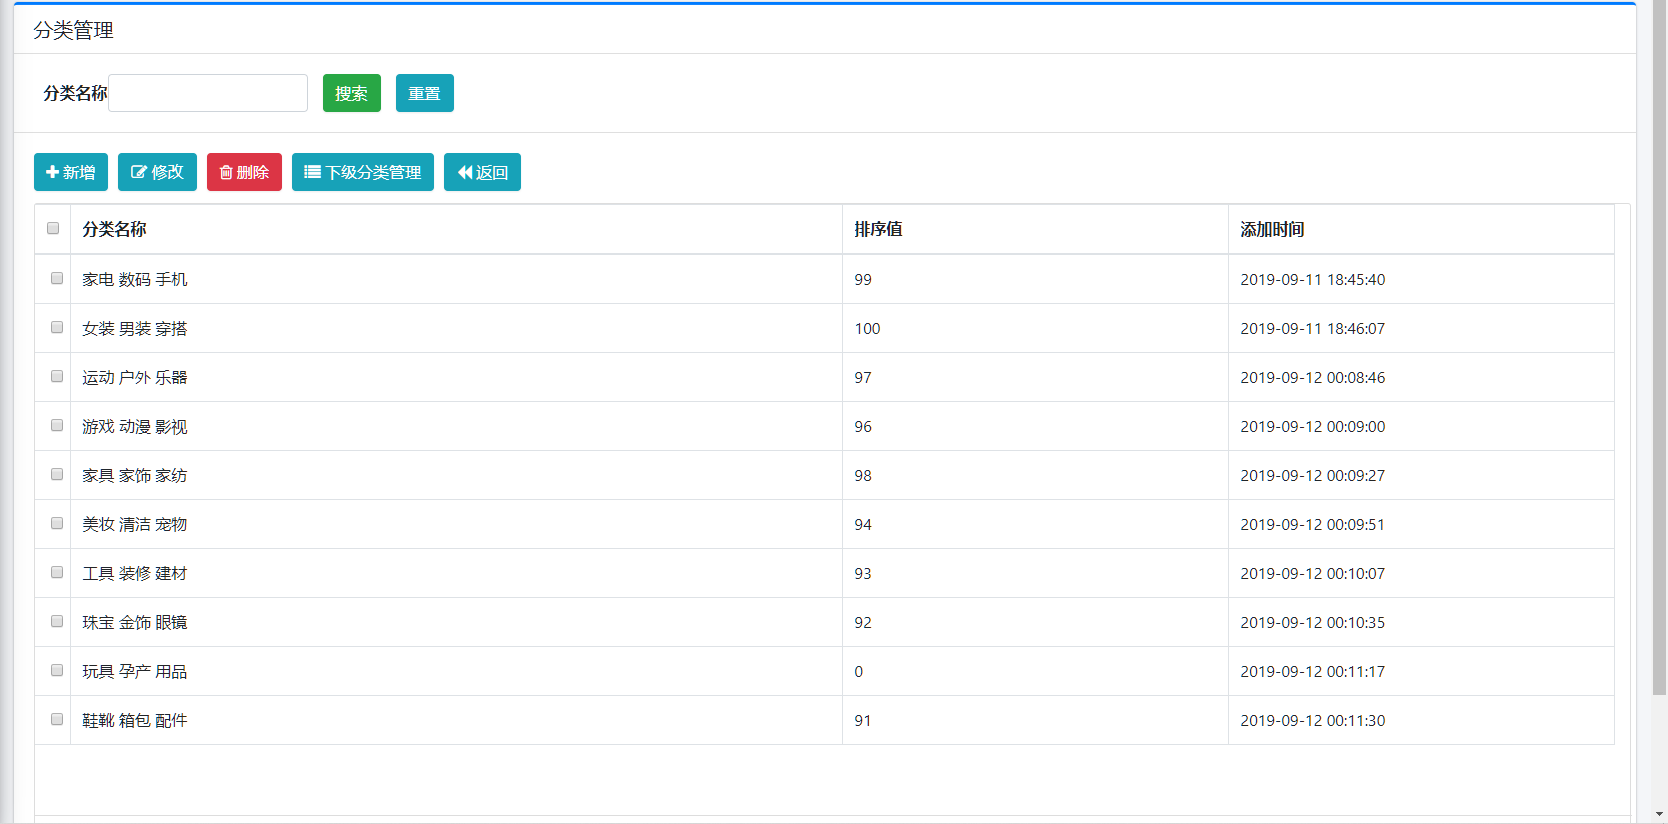 分类管理
分类名称 搜索 重置
新增 修改 删除 下级分类管理 返回
分类名称 排序值 添加时间
家电 数码 手机 99 2019-09-11 18:45:40
女装 男装 穿搭 100 2019-09-11 18:46:07
运动 户外 乐器 97 2019-09-12 00:08:46
游戏 动漫 影视 96 2019-09-12 00:09:00
家具 家饰 家纺 98 2019-09-12 00:09:27
美妆 清洁 宠物 94 2019-09-12 00:09:51
工具 装修 建材 93 2019-09-12 00:10:07
珠宝 金饰 眼镜 92 2019-09-12 00:10:35
玩具 孕产 用品 0 2019-09-12 00:11:17
鞋靴 箱包 配件 91 2019-09-12 00:11:30